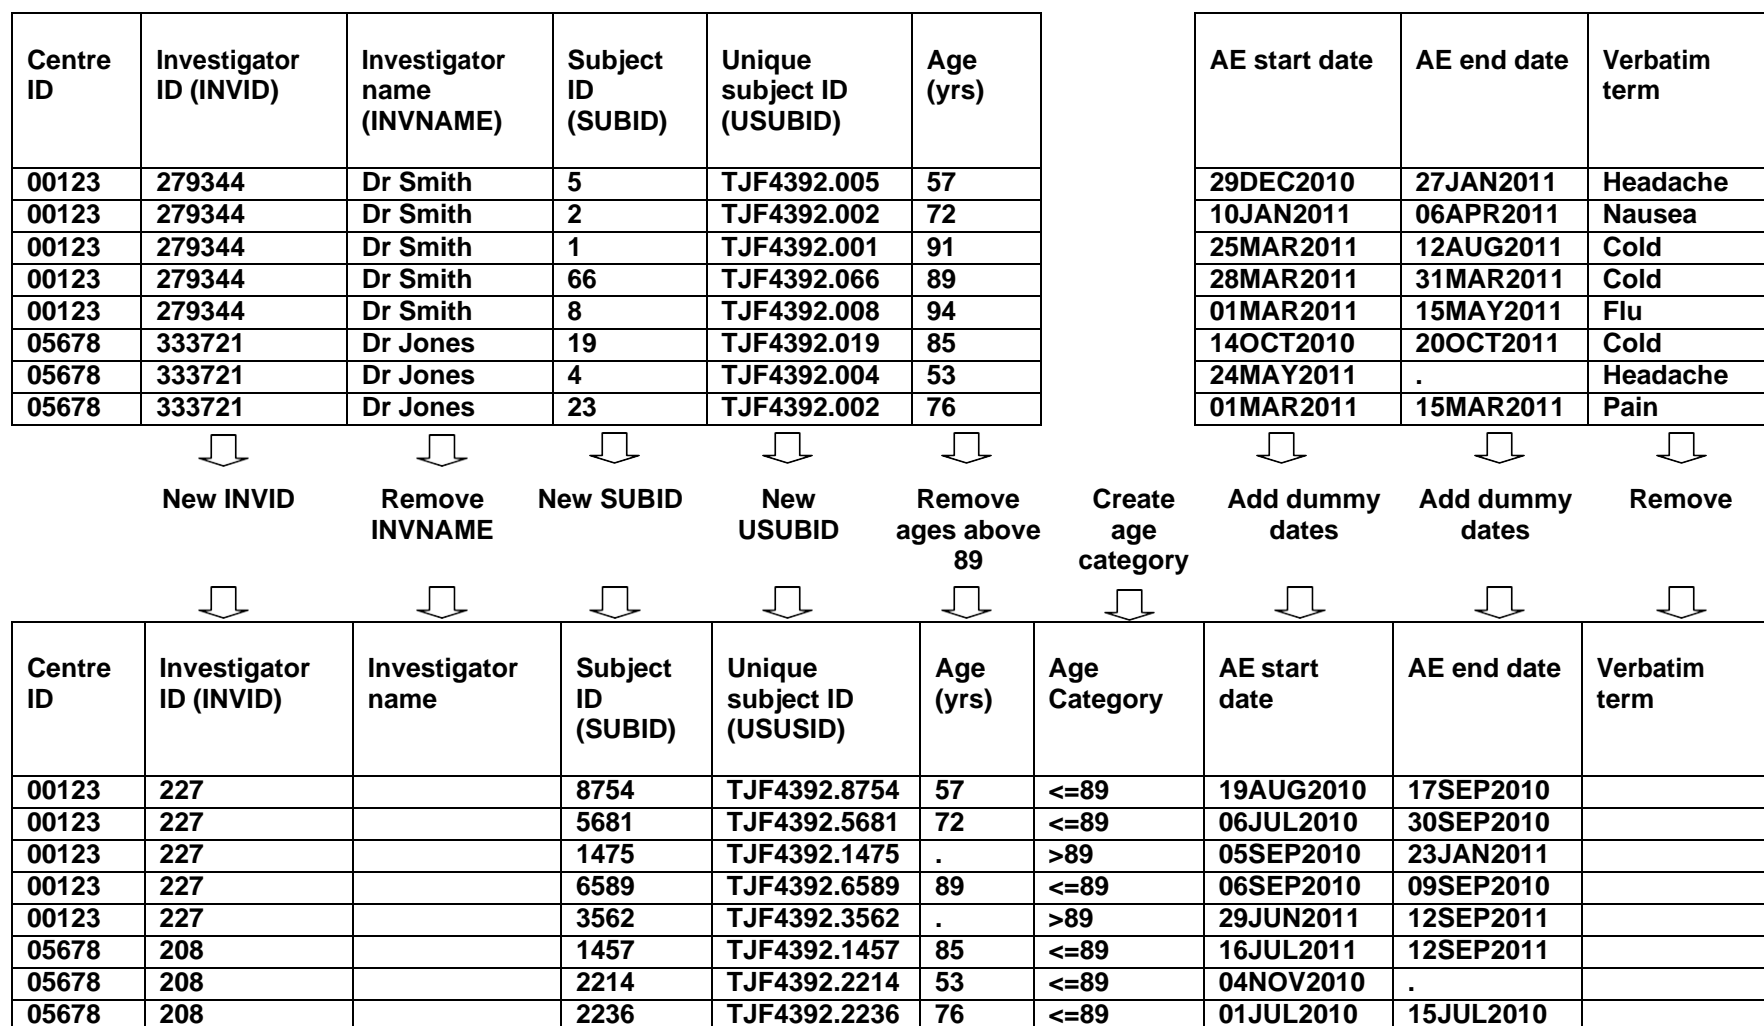 Centre ID Investigator ID (INVID) Investigator name (INVNAME) Subject ID (SUBID) Unique subject ID (USUBID) Age (yrs) AE start date AE end date Verbatim term
00123 279344 Dr Smith 5 TJF4392.005 57 29DEC2010 27JAN2011 Headache
00123 279344 Dr Smith 2 TJF4392.002 72 10JAN2011 06APR2011 Nausea
00123 279344 Dr Smith 1 TJF4392.001 91 25MAR2011 12AUG2011 Cold
00123 279344 Dr Smith 66 TJF4392.066 89 28MAR2011 31MAR2011 Cold
00123 279344 Dr Smith 8 TJF4392.008 94 01MAR2011 15MAY2011 Flu
05678 333721 Dr Jones 19 TJF4392.019 85 14OCT2010 20OCT2011 Cold
05678 333721 Dr Jones 4 TJF4392.004 53 24MAY2011 . Headache
05678 333721 Dr Jones 23 TJF4392.002 76 01MAR2011 15MAR2011 Pain
New INVID Remove INVNAME New SUBID New USUBID Remove ages above 89 Create age category Add dummy dates Add dummy dates Remove
Centre ID Investigator ID (INVID) Investigator name Subject ID (SUBID) Unique subject ID (USUSID) Age (yrs) Age Category AE start date AE end date Verbatim term
00123 227 8754 TJF4392.8754 57 <=89 19AUG2010 17SEP2010
00123 227 5681 TJF4392.5681 72 <=89 06JUL2010 30SEP2010
00123 227 1475 TJF4392.1475 . >89 05SEP2010 23JAN2011
00123 227 6589 TJF4392.6589 89 <=89 06SEP2010 09SEP2010
00123 227 3562 TJF4392.3562 . >89 29JUN2011 12SEP2011
05678 208 1457 TJF4392.1457 85 <=89 16JUL2011 12SEP2011
05678 208 2214 TJF4392.2214 53 <=89 04NOV2010 .
05678 208 2236 TJF4392.2236 76 <=89 01JUL2010 15JUL2010